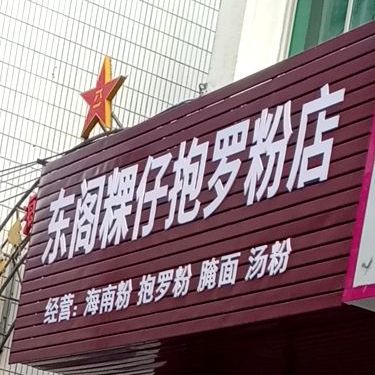 东阁粿仔抱罗粉店
经营：海南粉 抱罗粉 腌面 汤粉